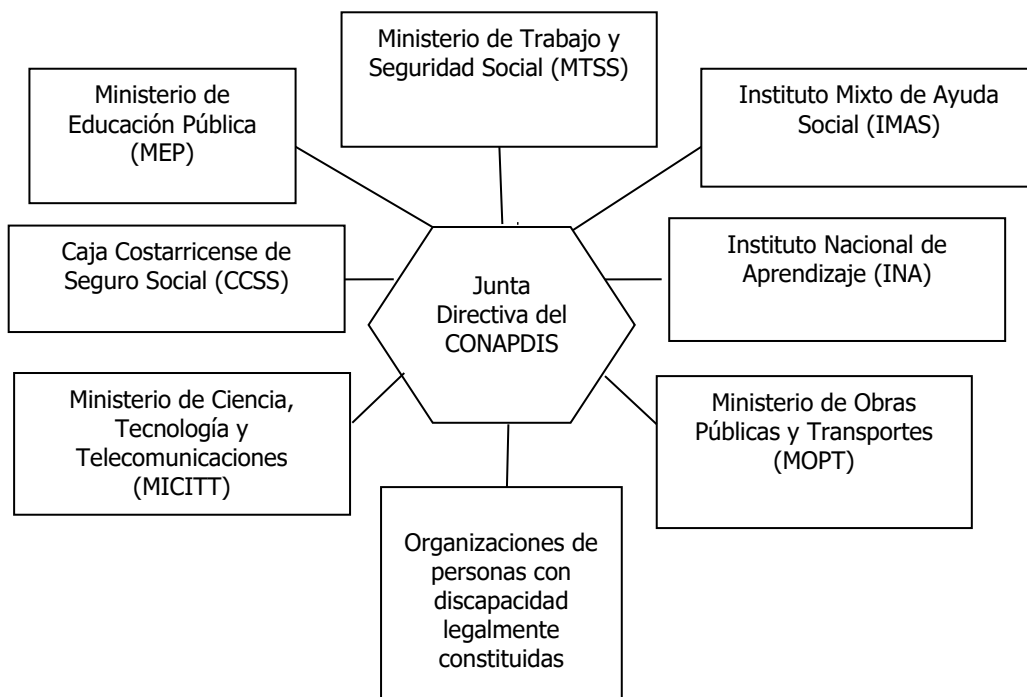 Ministerio de Trabajo y
Seguridad Social (MTSS)
Ministerio de
Educación Pública
(MEP)
Instituto Mixto de Ayuda
Social (IMAS)
Caja Costarricense de
Seguro Social (CCSS)
Instituto Nacional de
Aprendizaje (INA)
Junta
Directiva del
CONAPDIS
Ministerio de Ciencia,
Tecnología y
Telecomunicaciones
(MICITT)
Ministerio de Obras
Públicas y Transportes
(MOPT)
Organizaciones de
personas con
discapacidad
legalmente
constituidas